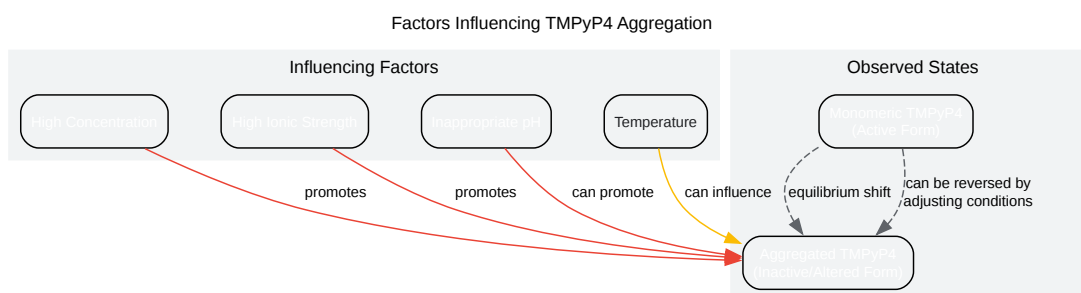 Factors Influencing TMPyP4 Aggregation
Influencing Factors
Observed States
High Concentration
High Ionic Strength
Inappropriate pH
Temperature
Monomeric TMPyP4
(Active Form)
promotes
promotes
can promote
can influence
equilibrium shift
can be reversed by
adjusting conditions
Aggregated TMPyP4
(Inactive/Altered Form)